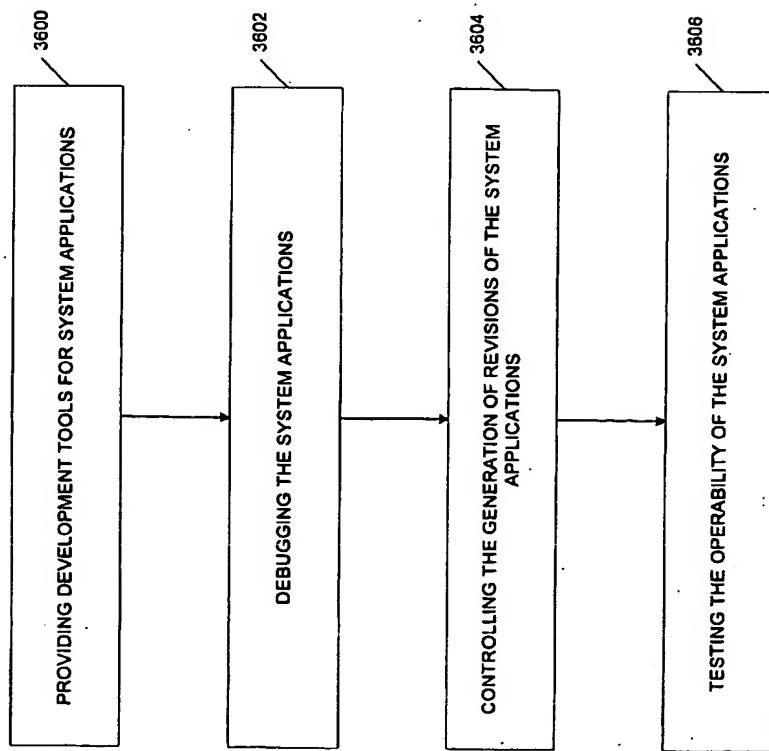 3600
PROVIDING DEVELOPMENT TOOLS FOR SYSTEM APPLICATIONS
3602
DEBUGGING THE SYSTEM APPLICATIONS
3604
CONTROLLING THE GENERATION OF REVISIONS OF THE SYSTEM
APPLICATIONS
3606
TESTING THE OPERABILITY OF THE SYSTEM APPLICATIONS